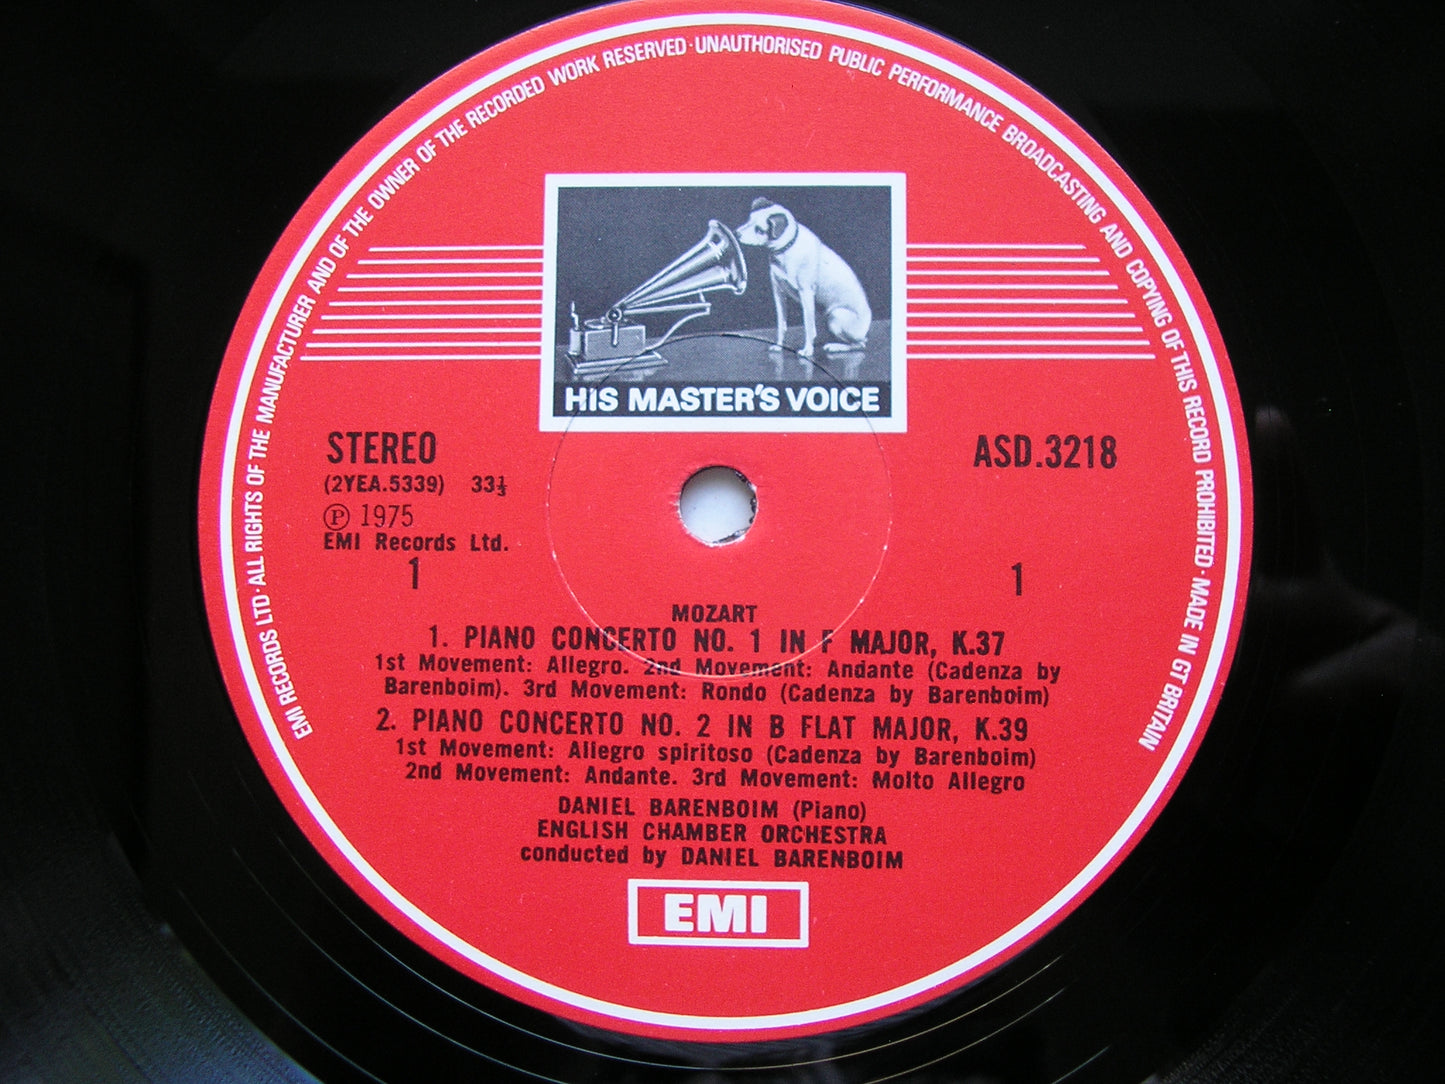 EMI RECORDS LTD · ALL RIGHTS OF THE MANUFACTURER AND OF THE OWNER OF THE RECORDED WORK RESERVED · UNAUTHORISED PUBLIC PERFORMANCE BROADCASTING AND COPYING OF THIS RECORD PROHIBITED · MADE IN GT BRITAIN
HIS MASTER'S VOICE
STEREO ASD.3218
(2YEA.5339) 33⅓
Ⓟ 1975
EMI Records Ltd.
1 1
MOZART
1. PIANO CONCERTO NO. 1 IN F MAJOR, K.37
1st Movement: Allegro. 2nd Movement: Andante (Cadenza by
Barenboim). 3rd Movement: Rondo (Cadenza by Barenboim)
2. PIANO CONCERTO NO. 2 IN B FLAT MAJOR, K.39
1st Movement: Allegro spiritoso (Cadenza by Barenboim)
2nd Movement: Andante. 3rd Movement: Molto Allegro
DANIEL BARENBOIM (Piano)
ENGLISH CHAMBER ORCHESTRA
conducted by DANIEL BARENBOIM
EMI